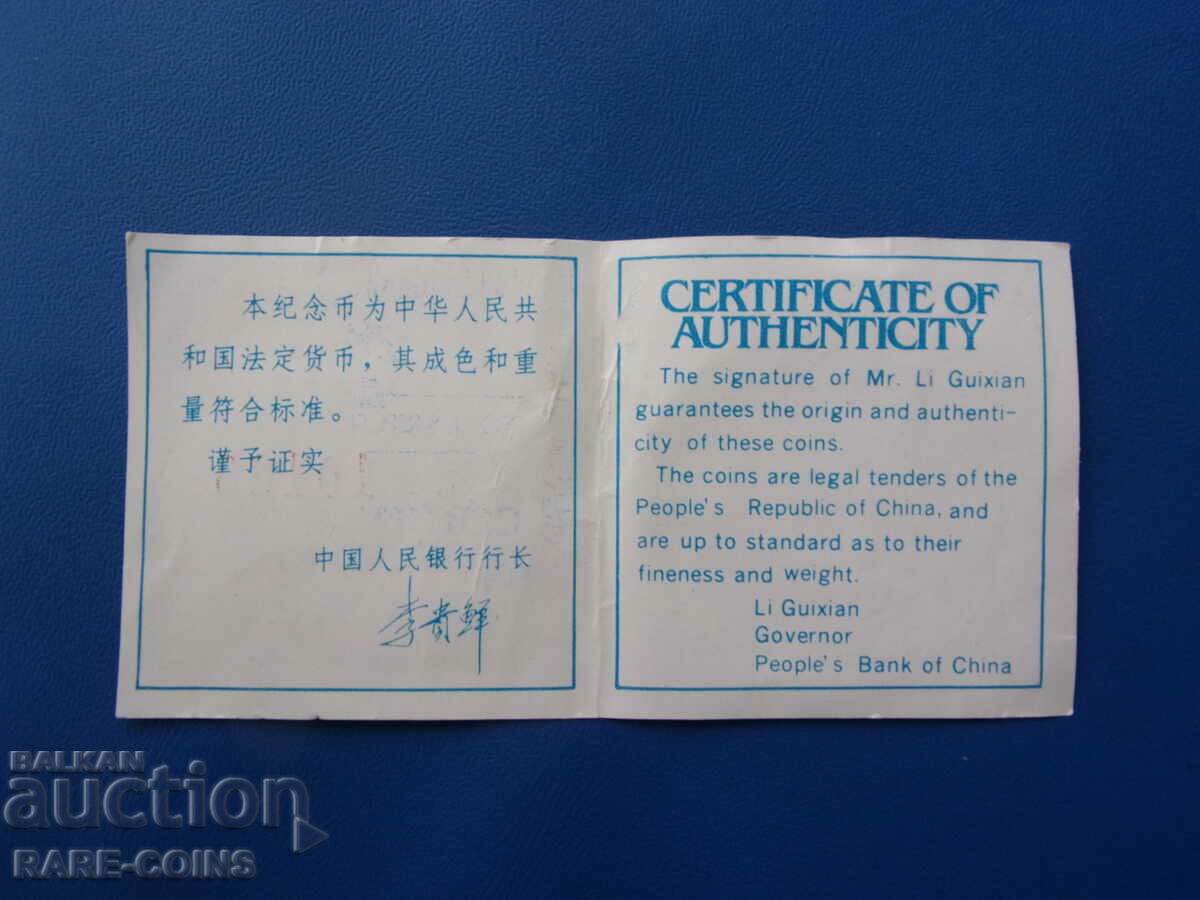 本纪念币为中华人民共
和国法定货币，其成色和重
量符合标准。
谨予证实
中国人民银行行长
李贵鲜
CERTIFICATE OF
AUTHENTICITY
The signature of Mr. Li Guixian
guarantees the origin and authenti-
city of these coins.
The coins are legal tenders of the
People's Republic of China, and
are up to standard as to their
fineness and weight.
Li Guixian
Governor
People's Bank of China
BALKAN
auction
RARE-COINS